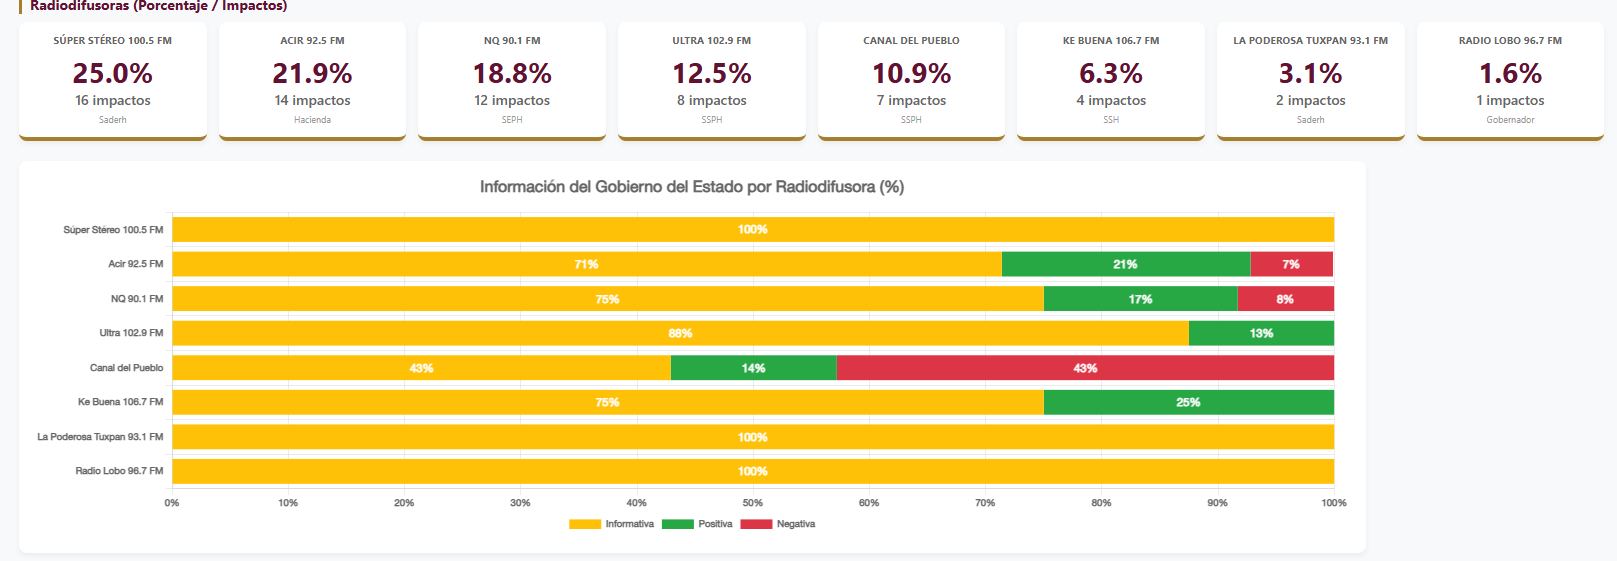 Radiodifusoras (Porcentaje / Impactos)
SÚPER STÉREO 100.5 FM
25.0%
16 impactos
Saderh
ACIR 92.5 FM
21.9%
14 impactos
Hacienda
NQ 90.1 FM
18.8%
12 impactos
SEPH
ULTRA 102.9 FM
12.5%
8 impactos
SSPH
CANAL DEL PUEBLO
10.9%
7 impactos
SSPH
KE BUENA 106.7 FM
6.3%
4 impactos
SSH
LA PODEROSA TUXPAN 93.1 FM
3.1%
2 impactos
Saderh
RADIO LOBO 96.7 FM
1.6%
1 impactos
Gobernador
Información del Gobierno del Estado por Radiodifusora (%)
Súper Stéreo 100.5 FM 100%
Acir 92.5 FM 71% 21% 7%
NQ 90.1 FM 75% 17% 8%
Ultra 102.9 FM 88% 13%
Canal del Pueblo 43% 14% 43%
Ke Buena 106.7 FM 75% 25%
La Poderosa Tuxpan 93.1 FM 100%
Radio Lobo 96.7 FM 100%
0% 10% 20% 30% 40% 50% 60% 70% 80% 90% 100%
Informativa Positiva Negativa